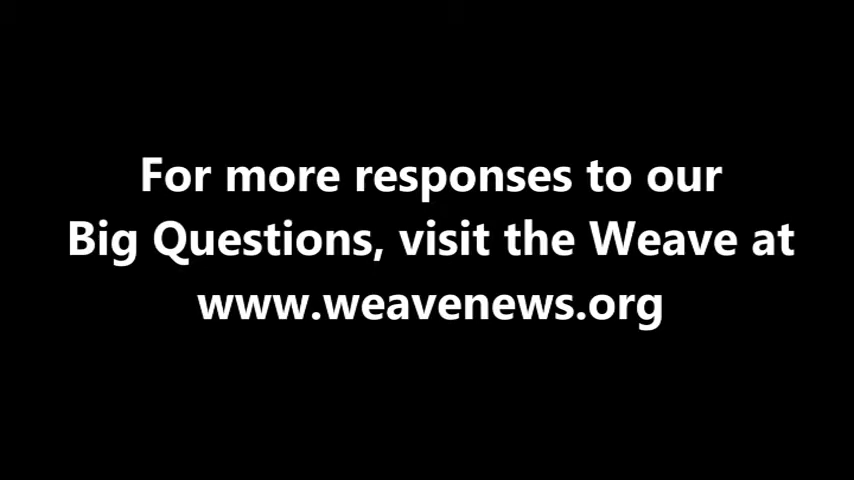 For more responses to our
Big Questions, visit the Weave at
www.weavenews.org